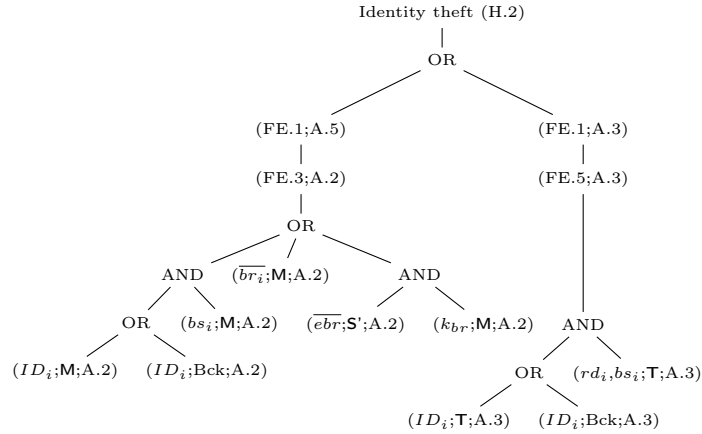 Identity theft (H.2)
OR
(FE.1;A.5) (FE.1;A.3)
(FE.3;A.2) (FE.5;A.3)
OR
AND (\overline{br_i};M;A.2) AND
OR (bs_i;M;A.2) (\overline{ebr};S';A.2) (k_{br};M;A.2) AND
(ID_i;M;A.2) (ID_i;Bck;A.2) OR (rd_i,bs_i;T;A.3)
(ID_i;T;A.3) (ID_i;Bck;A.3)